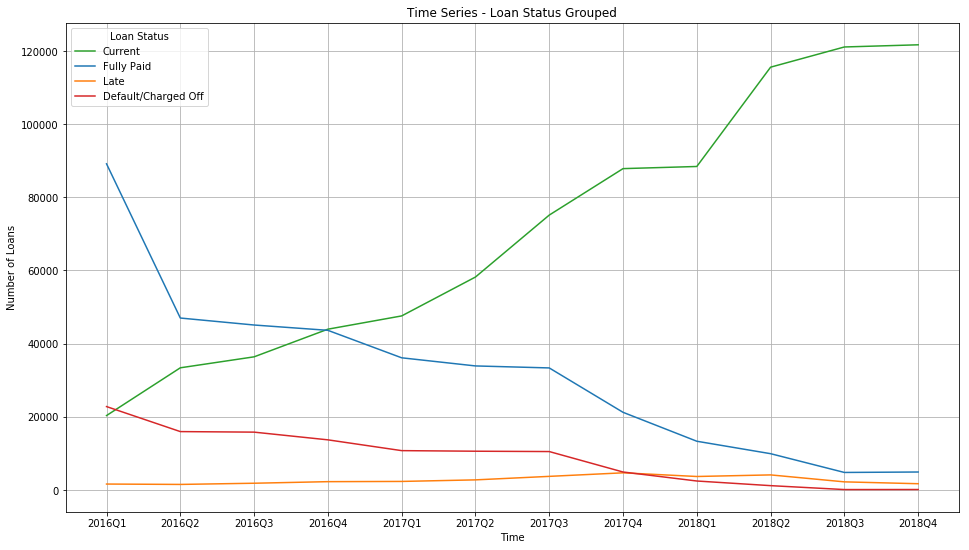 Time Series - Loan Status Grouped
Loan Status
Current
Fully Paid
Late
Default/Charged Off
Number of Loans
120000
100000
80000
60000
40000
20000
0
2016Q1 2016Q2 2016Q3 2016Q4 2017Q1 2017Q2 2017Q3 2017Q4 2018Q1 2018Q2 2018Q3 2018Q4
Time